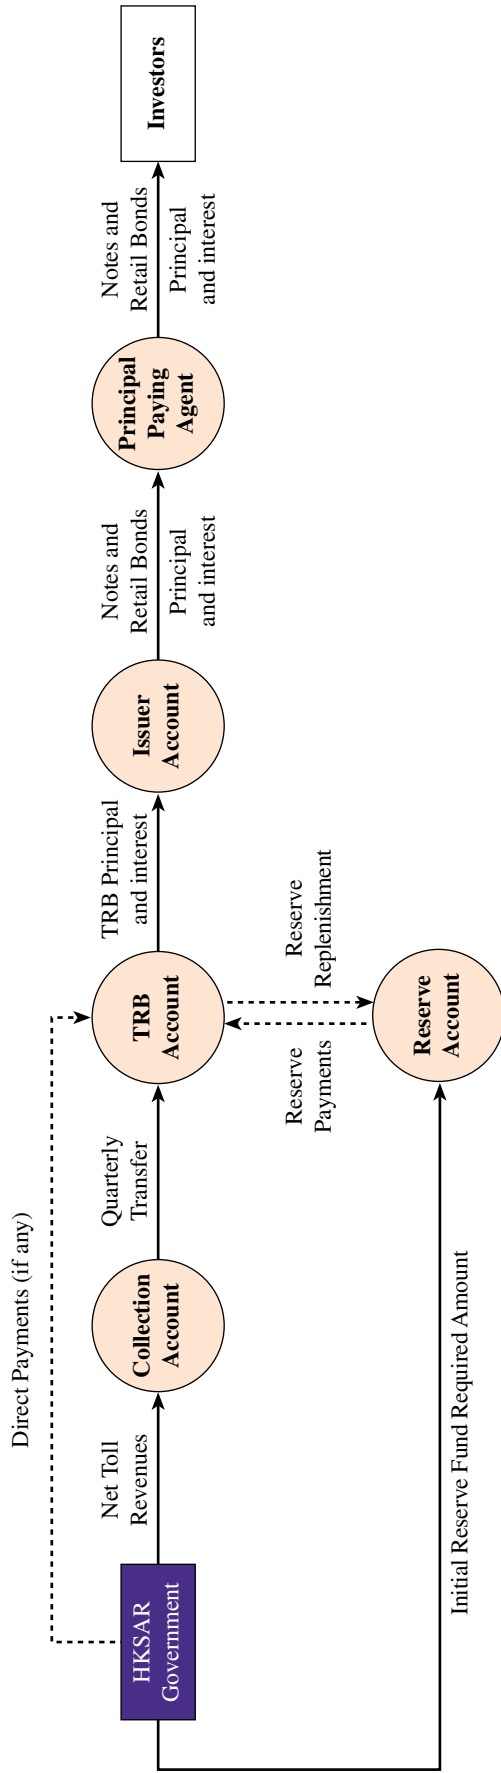 Direct Payments (if any)
HKSAR
Government
Net Toll
Revenues
Collection
Account
Quarterly
Transfer
TRB
Account
TRB Principal
and interest
Issuer
Account
Notes and
Retail Bonds
Principal
and interest
Principal
Paying
Agent
Notes and
Retail Bonds
Principal
and interest
Investors
Reserve
Payments
Reserve
Replenishment
Reserve
Account
Initial Reserve Fund Required Amount